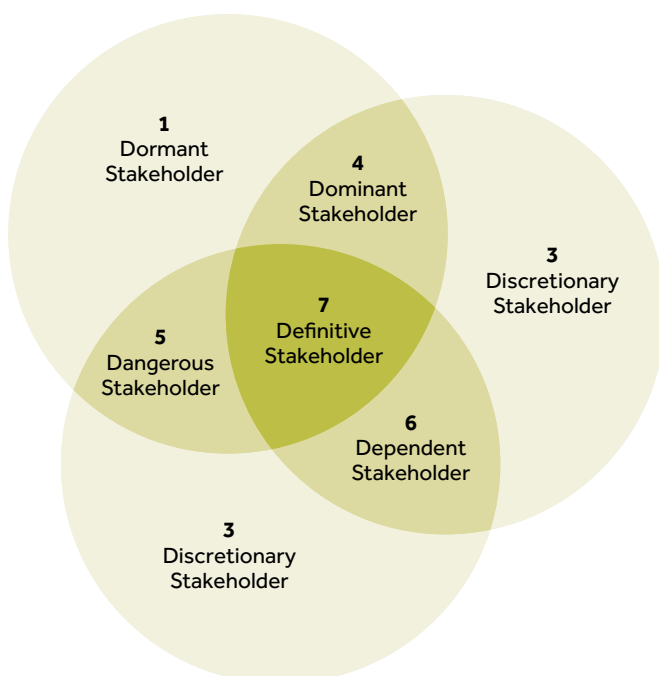 1
Dormant
Stakeholder
4
Dominant
Stakeholder
3
Discretionary
Stakeholder
7
Definitive
Stakeholder
5
Dangerous
Stakeholder
6
Dependent
Stakeholder
3
Discretionary
Stakeholder